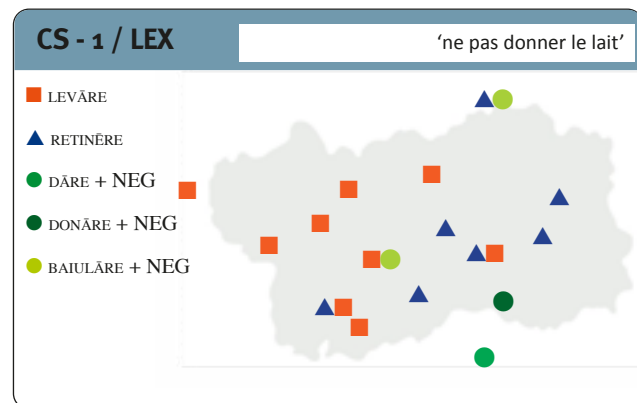 CS - 1 / LEX
‘ne pas donner le lait’
LEVĀRE
RETINĒRE
DĀRE + NEG
DONĀRE + NEG
BAIULĀRE + NEG